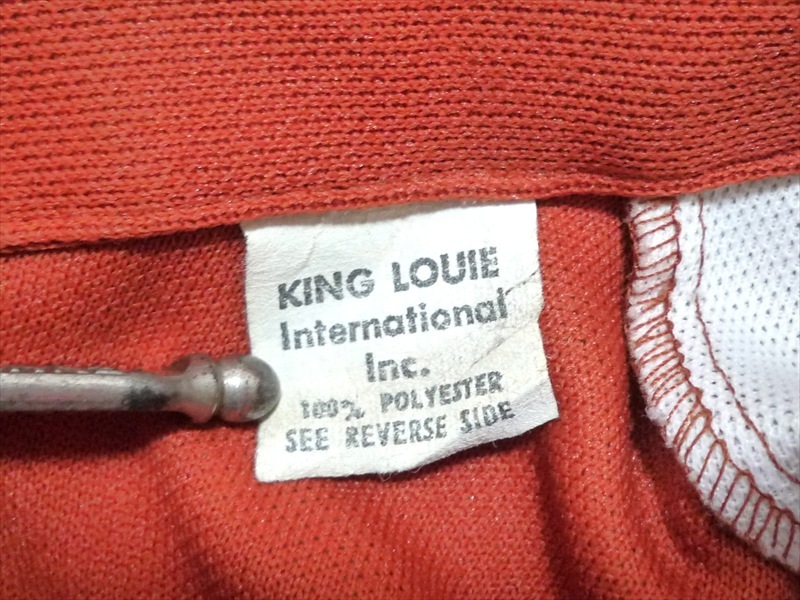 KING LOUIE
International
Inc.
100% POLYESTER
SEE REVERSE SIDE